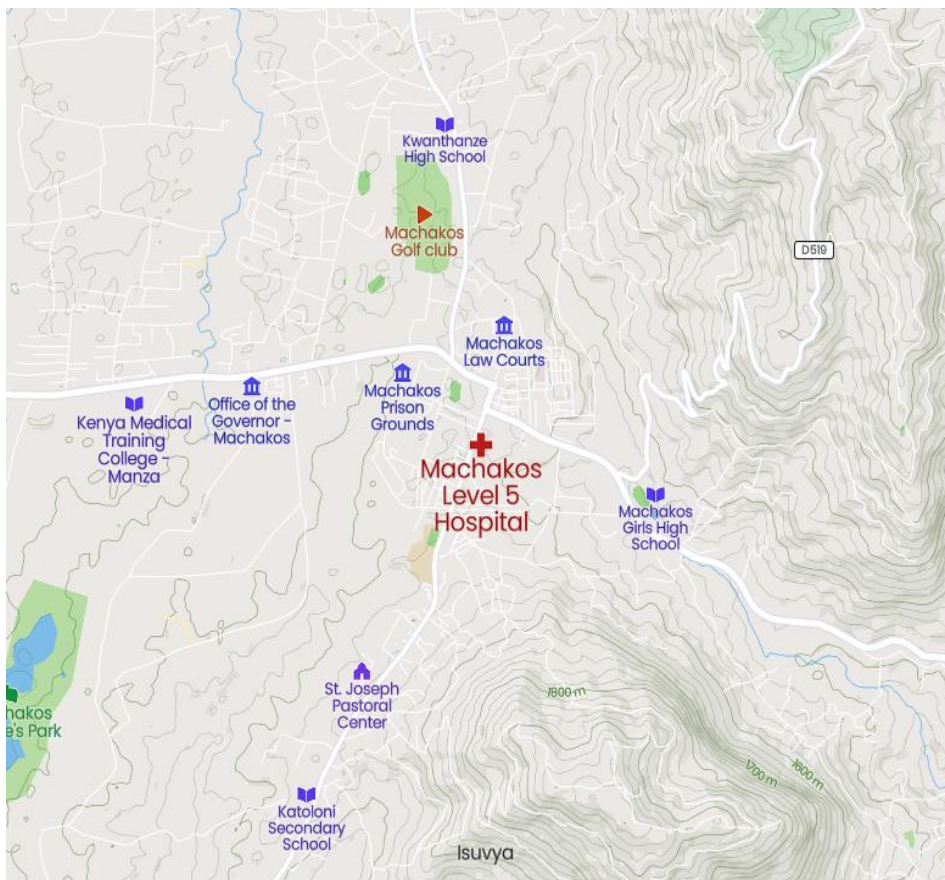 Kwanthanze
High School
Machakos
Golf club
D519
Machakos
Law Courts
Machakos
Prison
Grounds
Office of the
Governor -
Machakos
Kenya Medical
Training
College -
Manza
Machakos
Level 5
Hospital
Machakos
Girls High
School
St. Joseph
Pastoral
Center
1800 m
hakos
e's Park
1700 m
1600 m
Katoloni
Secondary
School
Isuvya